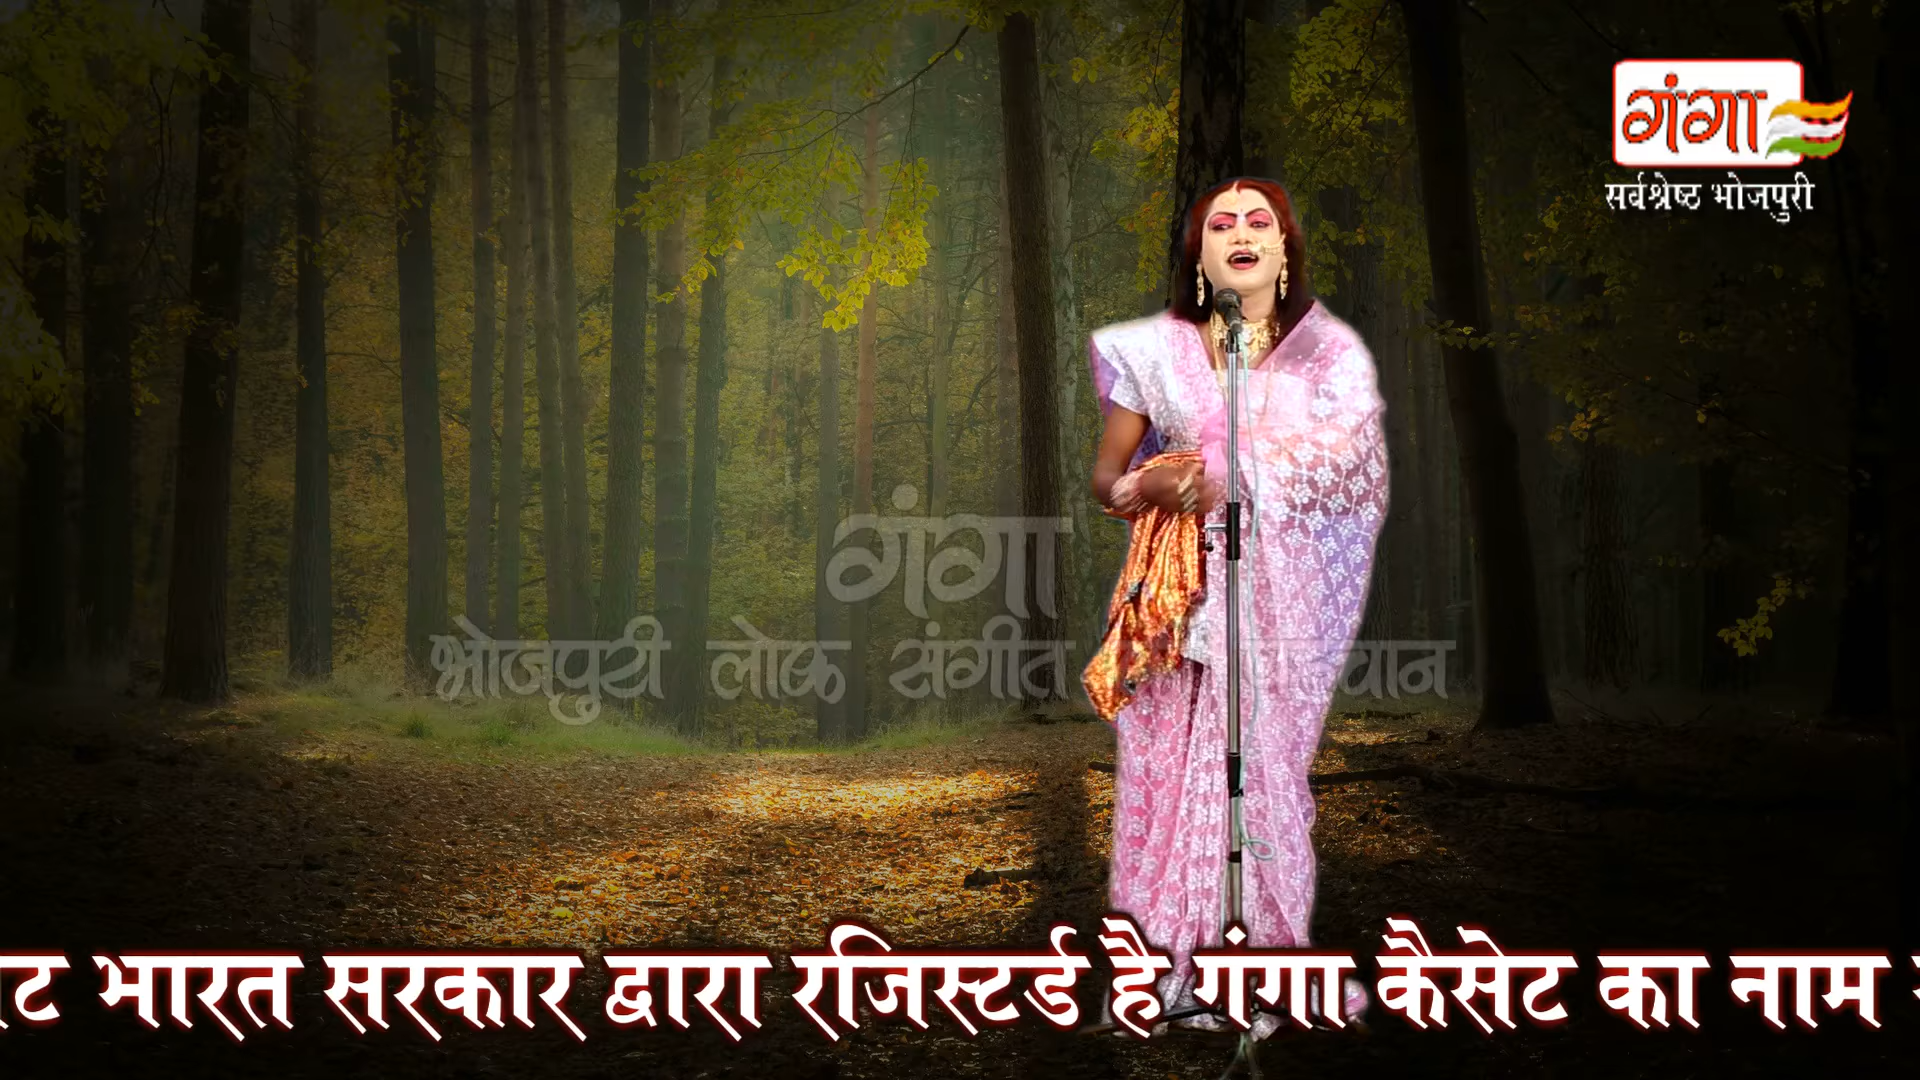 गंगा
सर्वश्रेष्ठ भोजपुरी
गंगा
भोजपुरी लोक संगीत
भारत सरकार द्वारा रजिस्टर्ड है गंगा कैसेट का नाम